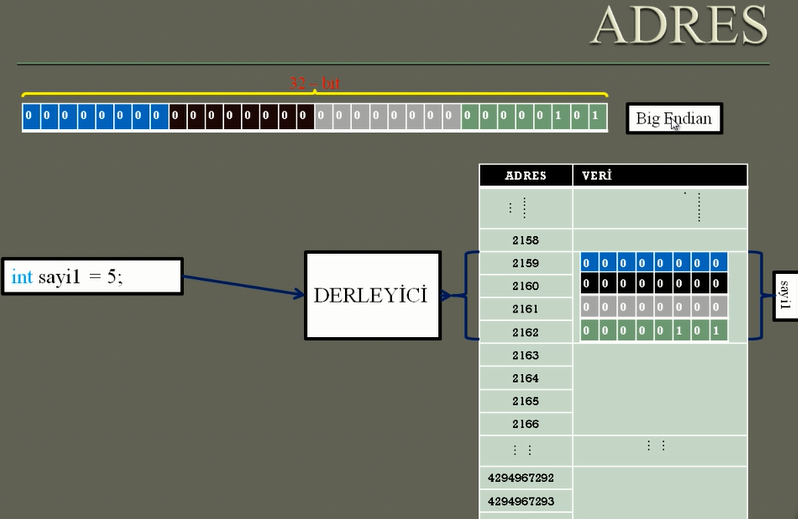 ADRES
32 - bit
0 0 0 0 0 0 0 0 0 0 0 0 0 0 0 0 0 0 0 0 0 0 0 0 0 0 0 0 0 1 0 1
Big Endian
ADRES VERİ
2158
2159 0 0 0 0 0 0 0 0
2160 0 0 0 0 0 0 0 0
2161 0 0 0 0 0 0 0 0
2162 0 0 0 0 0 1 0 1
2163
2164
2165
2166
4294967292
4294967293
int sayi1 = 5;
DERLEYİCİ
sayi1